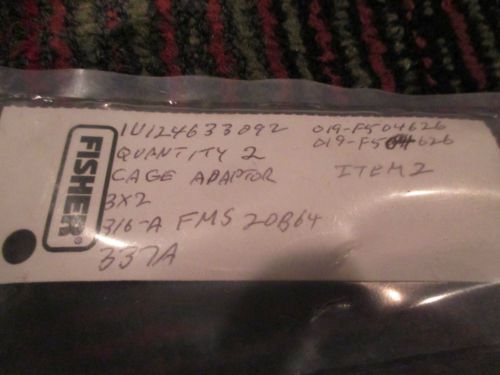 FISHER
1U124633092 019-F504626
019-F504626
QUANTITY 2
CAGE ADAPTOR ITEM 2
3X2
316-A FMS 20B64
337A